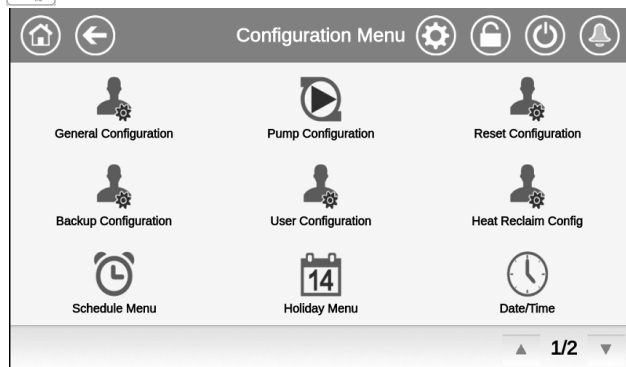 Configuration Menu
General Configuration
Pump Configuration
Reset Configuration
Backup Configuration
User Configuration
Heat Reclaim Config
14
Schedule Menu
Holiday Menu
Date/Time
1/2